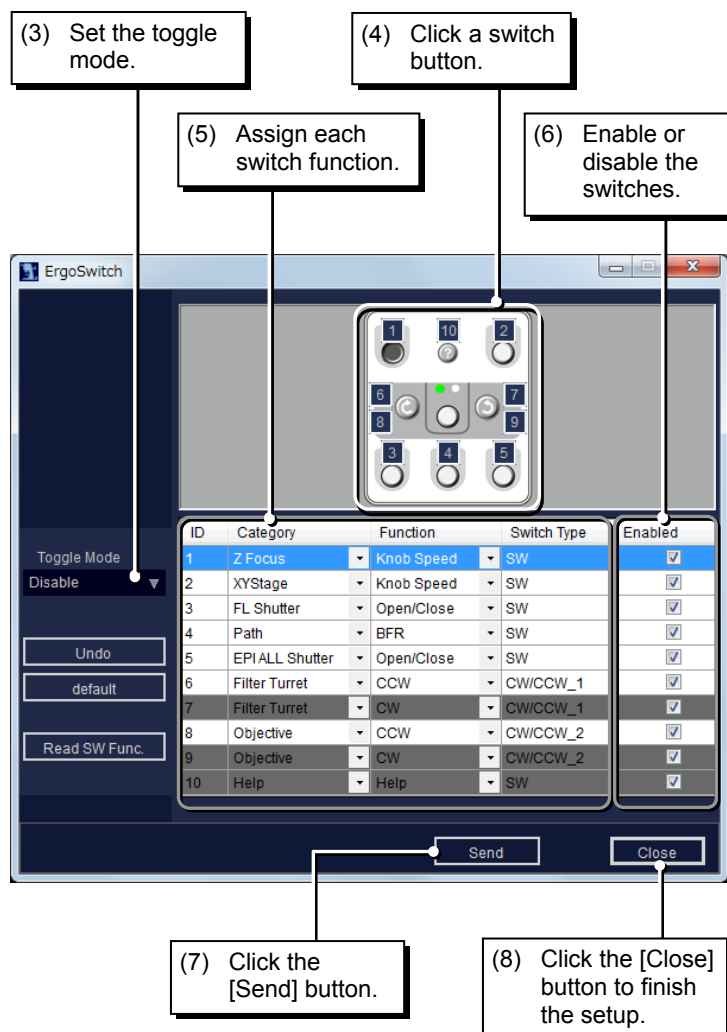 (3) Set the toggle
mode.
(4) Click a switch
button.
(5) Assign each
switch function.
(6) Enable or
disable the
switches.
ErgoSwitch
1 10 2
?
6 7
8 9
3 4 5
ID Category Function Switch Type Enabled
1 Z Focus Knob Speed SW
2 XYStage Knob Speed SW
3 FL Shutter Open/Close SW
4 Path BFR SW
5 EPI ALL Shutter Open/Close SW
6 Filter Turret CCW CW/CCW_1
7 Filter Turret CW CW/CCW_1
8 Objective CCW CW/CCW_2
9 Objective CW CW/CCW_2
10 Help Help SW
Toggle Mode
Disable
Undo
default
Read SW Func.
Send Close
(7) Click the
[Send] button.
(8) Click the [Close]
button to finish
the setup.